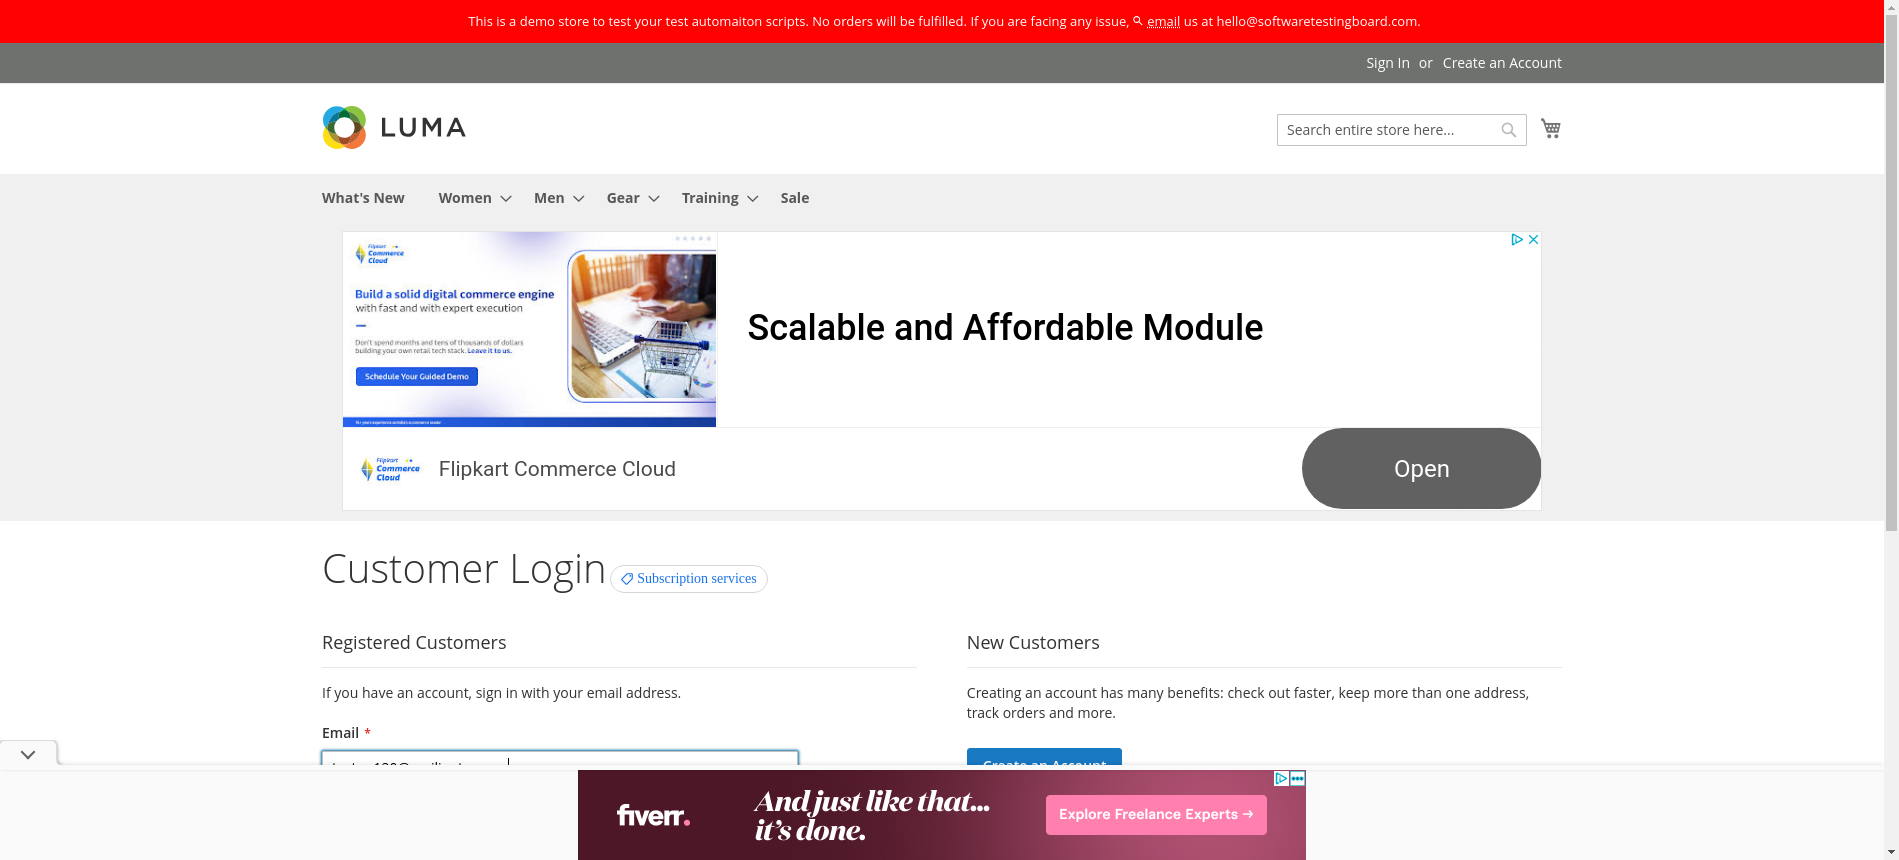 This is a demo store to test your test automaiton scripts. No orders will be fulfilled. If you are facing any issue, email us at hello@softwaretestingboard.com.
Sign In or Create an Account
LUMA
Search entire store here...
What's New Women Men Gear Training Sale
Flipkart
Commerce
Cloud
Build a solid digital commerce engine
with fast and with expert execution
Don't spend months and tens of thousands of dollars
building your own retail tech stack. Leave it to us.
Schedule Your Guided Demo
Scalable and Affordable Module
Flipkart
Commerce
Cloud
Flipkart Commerce Cloud
Open
Customer Login
Subscription services
Registered Customers
If you have an account, sign in with your email address.
Email *
New Customers
Creating an account has many benefits: check out faster, keep more than one address,
track orders and more.
Create an Account
fiverr.
And just like that...
it's done.
Explore Freelance Experts →